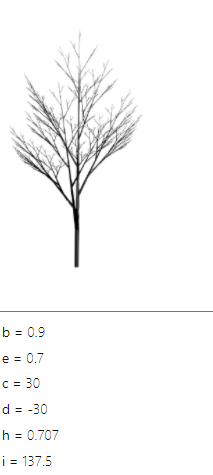 b = 0.9
e = 0.7
c = 30
d = -30
h = 0.707
i = 137.5